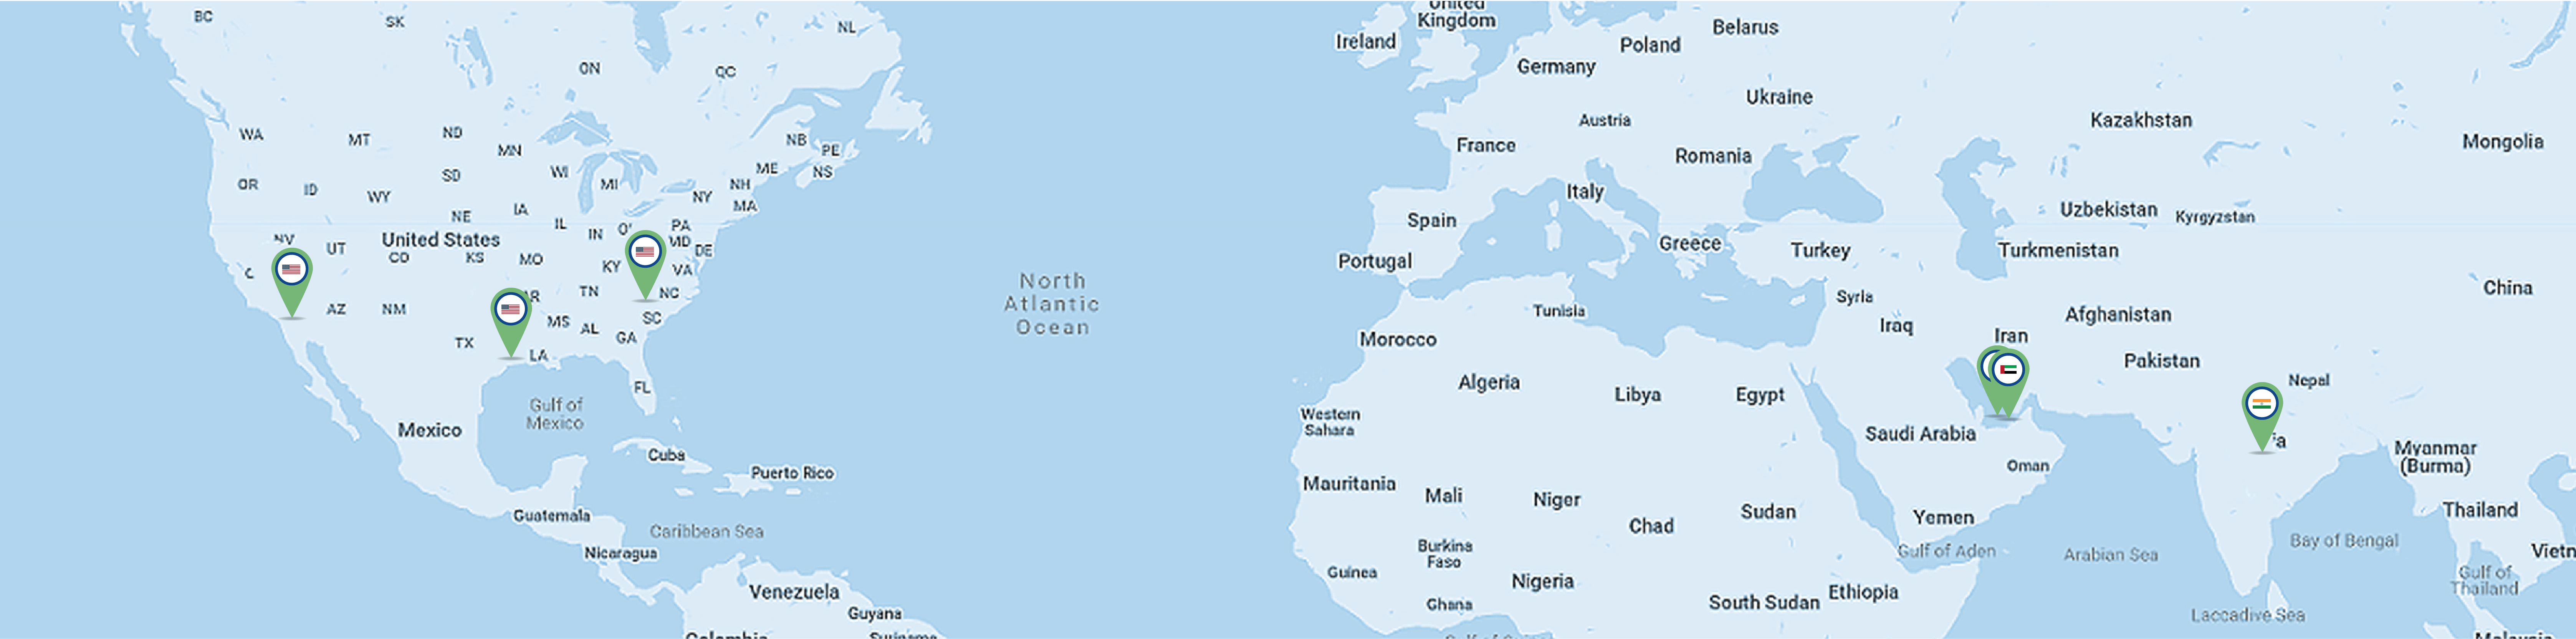 BC
SK
NL
ON
QC
WA
MT
ND
MN
NB
PE
ME
NS
OR
ID
WY
SD
WI
MI
NY
NH
MA
NE
IA
IL
IN
PA
MD
DE
NV
UT
United States
CO
KS
MO
KY
VA
AZ
NM
TN
NC
SC
MS
AL
GA
TX
LA
FL
Gulf of
Mexico
Mexico
Cuba
Puerto Rico
Guatemala
Caribbean Sea
Nicaragua
Venezuela
Guyana
Colombia
Suriname
North
Atlantic
Ocean
United
Kingdom
Ireland
Belarus
Poland
Germany
Ukraine
Austria
Kazakhstan
France
Romania
Mongolia
Italy
Spain
Uzbekistan
Kyrgyzstan
Greece
Turkey
Turkmenistan
Portugal
China
Syria
Tunisia
Iraq
Afghanistan
Morocco
Iran
Pakistan
Algeria
Libya
Egypt
Nepal
Western
Sahara
Saudi Arabia
Myanmar
(Burma)
Oman
Mauritania
Mali
Niger
Chad
Sudan
Yemen
Thailand
Burkina
Faso
Gulf of Aden
Arabian Sea
Bay of Bengal
Vietn
Guinea
Nigeria
Ethiopia
Gulf of
Thailand
Ghana
South Sudan
Laccadive Sea